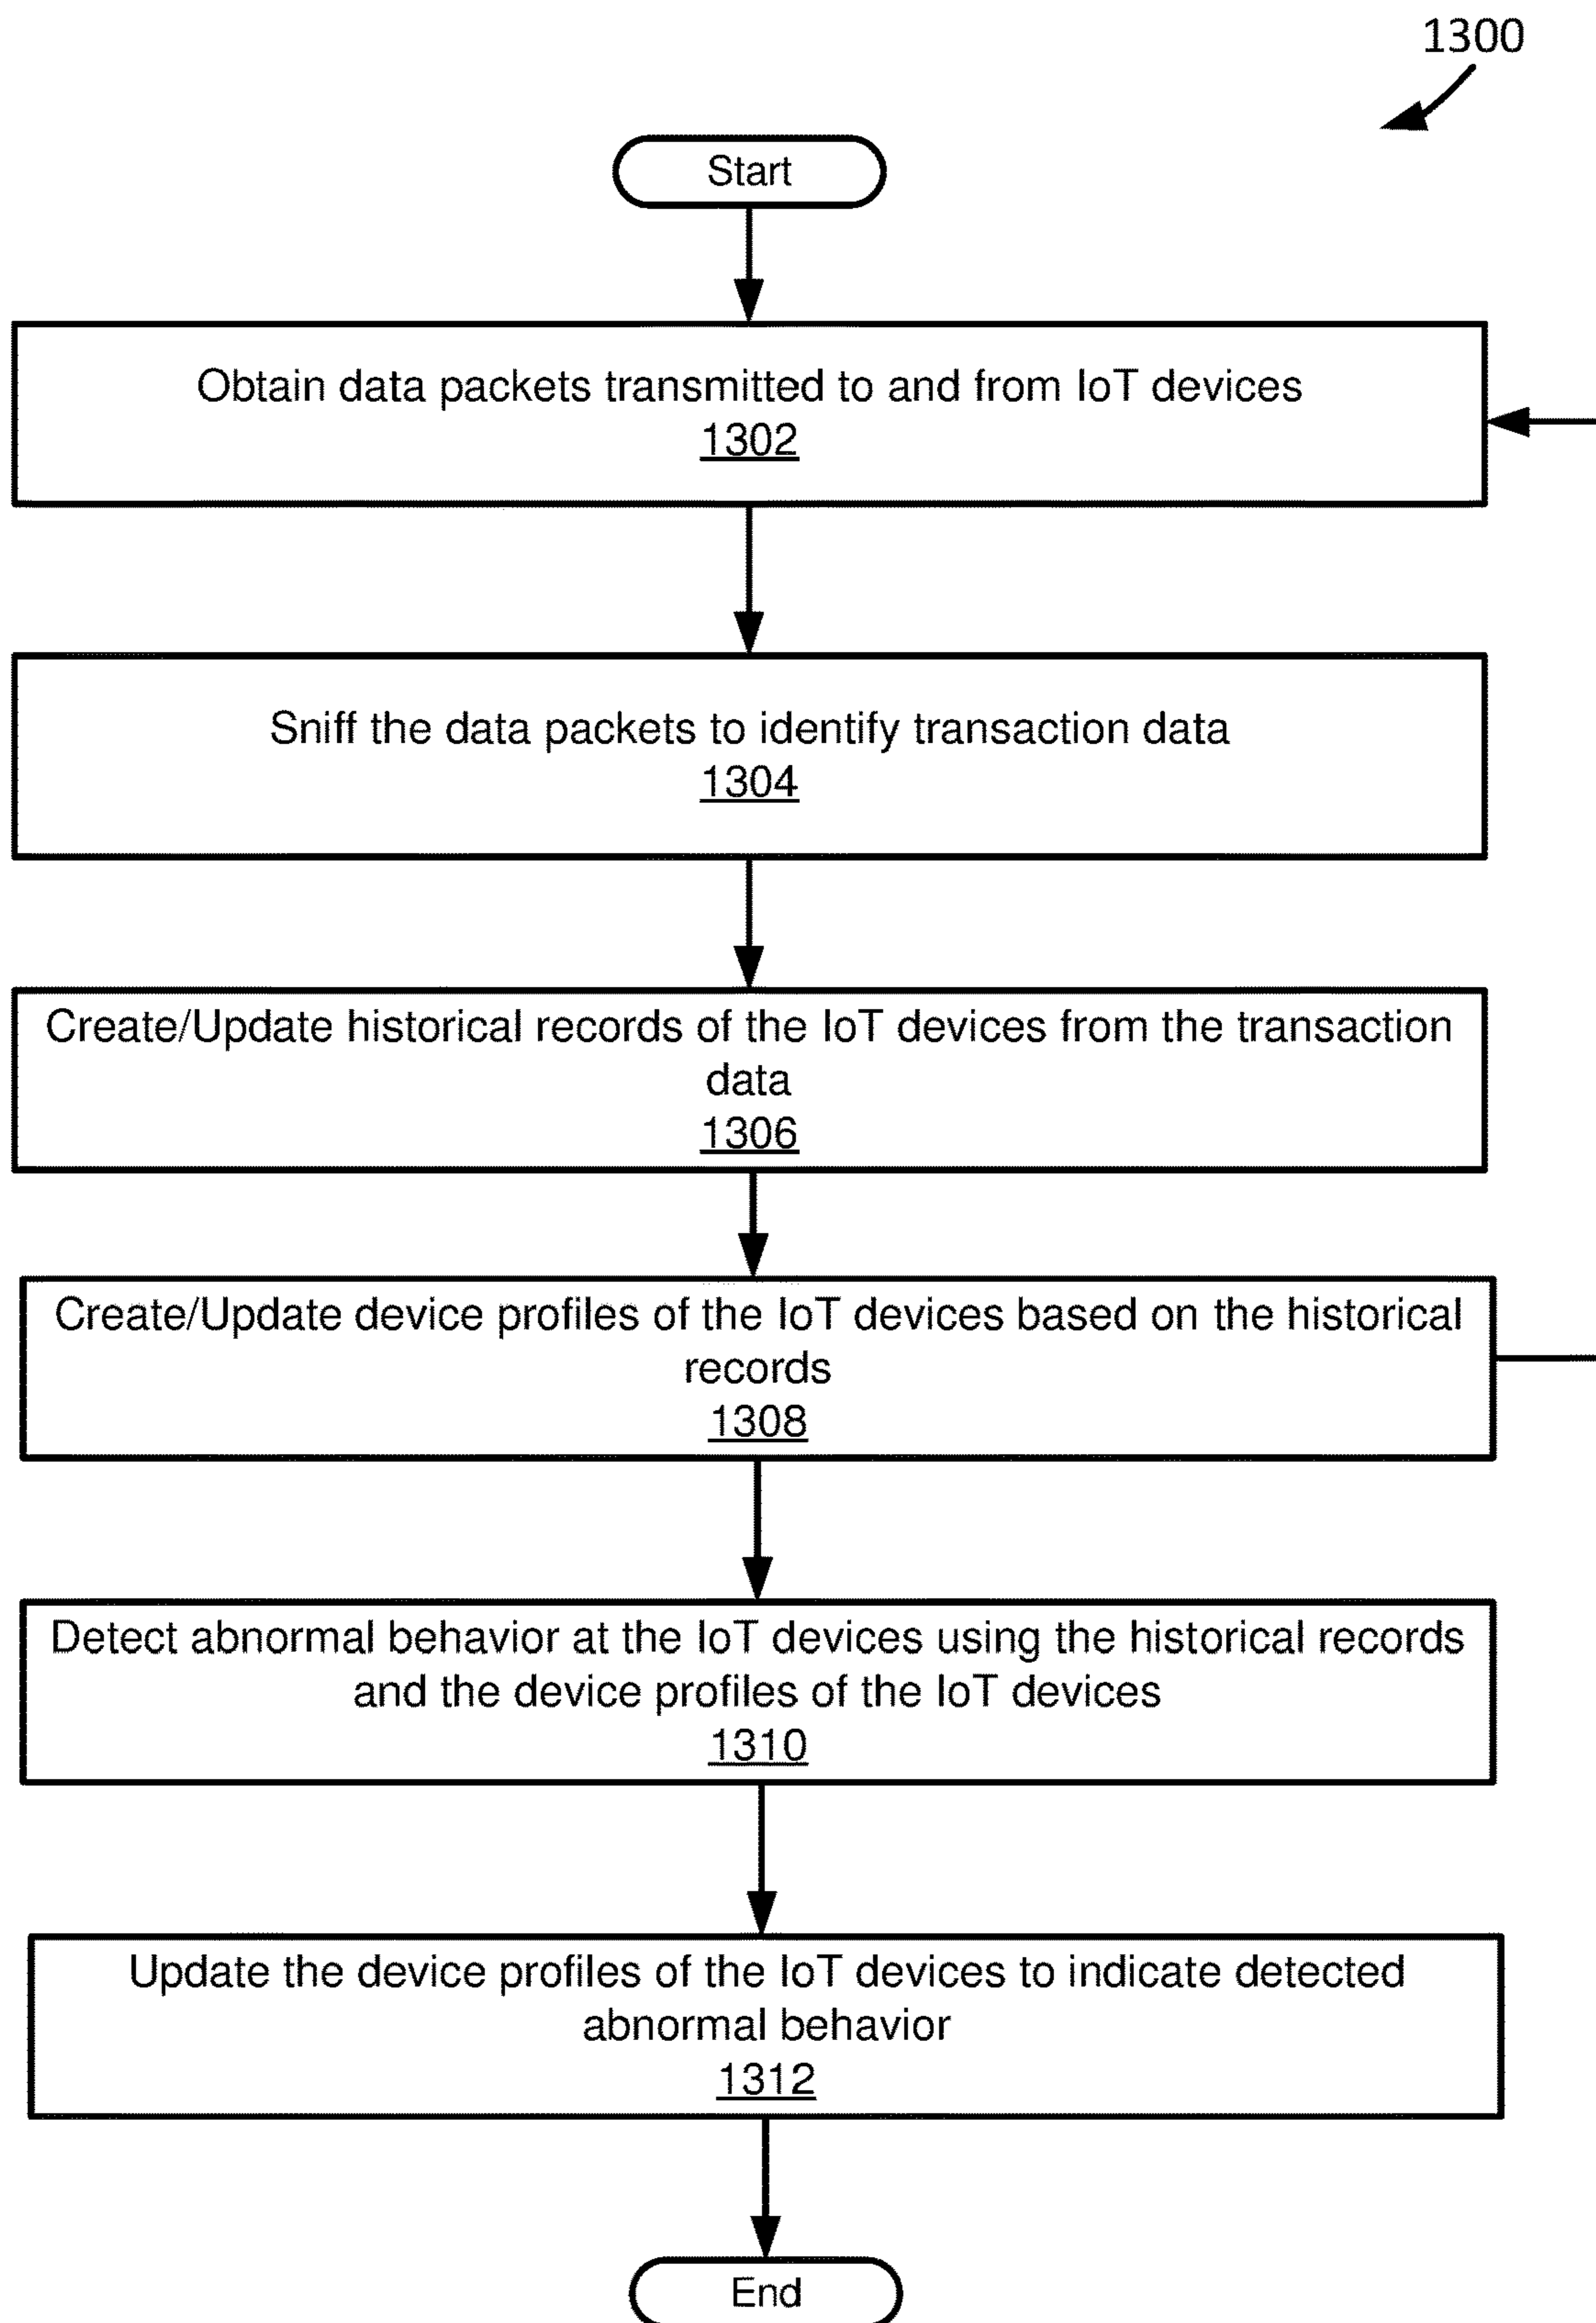 1300
Start
Obtain data packets transmitted to and from IoT devices
1302
Sniff the data packets to identify transaction data
1304
Create/Update historical records of the IoT devices from the transaction
data
1306
Create/Update device profiles of the IoT devices based on the historical
records
1308
Detect abnormal behavior at the IoT devices using the historical records
and the device profiles of the IoT devices
1310
Update the device profiles of the IoT devices to indicate detected
abnormal behavior
1312
End